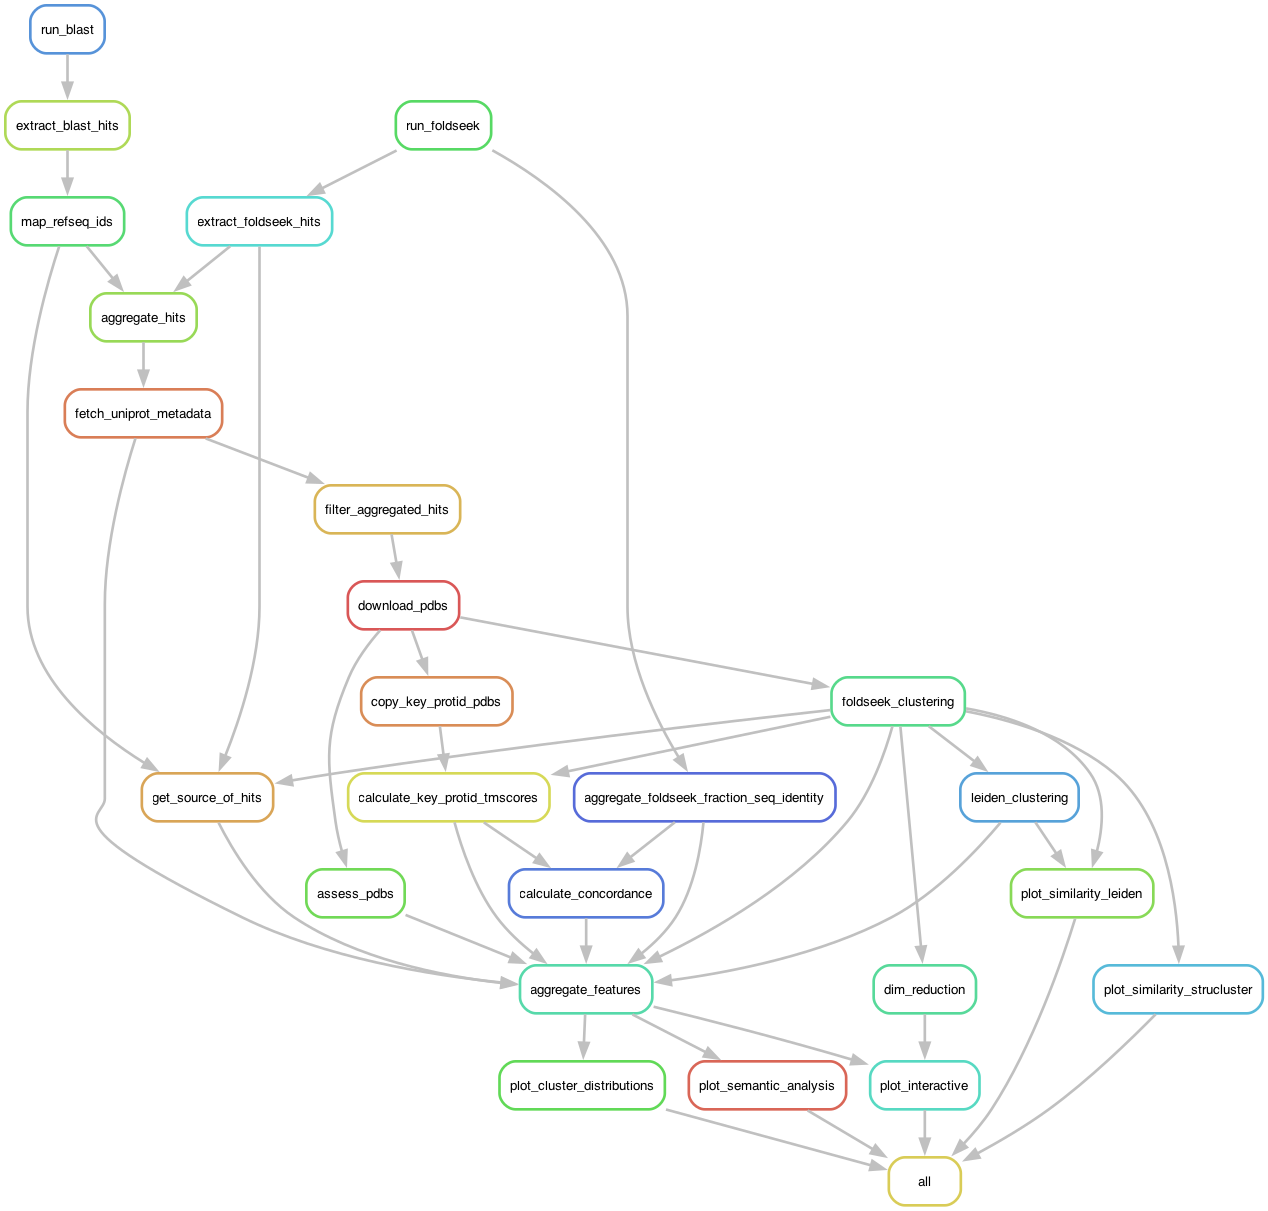 run_blast
extract_blast_hits
run_foldseek
map_refseq_ids
extract_foldseek_hits
aggregate_hits
fetch_uniprot_metadata
filter_aggregated_hits
download_pdbs
copy_key_protid_pdbs
foldseek_clustering
get_source_of_hits
calculate_key_protid_tmscores
aggregate_foldseek_fraction_seq_identity
leiden_clustering
assess_pdbs
calculate_concordance
plot_similarity_leiden
aggregate_features
dim_reduction
plot_similarity_strucluster
plot_cluster_distributions
plot_semantic_analysis
plot_interactive
all